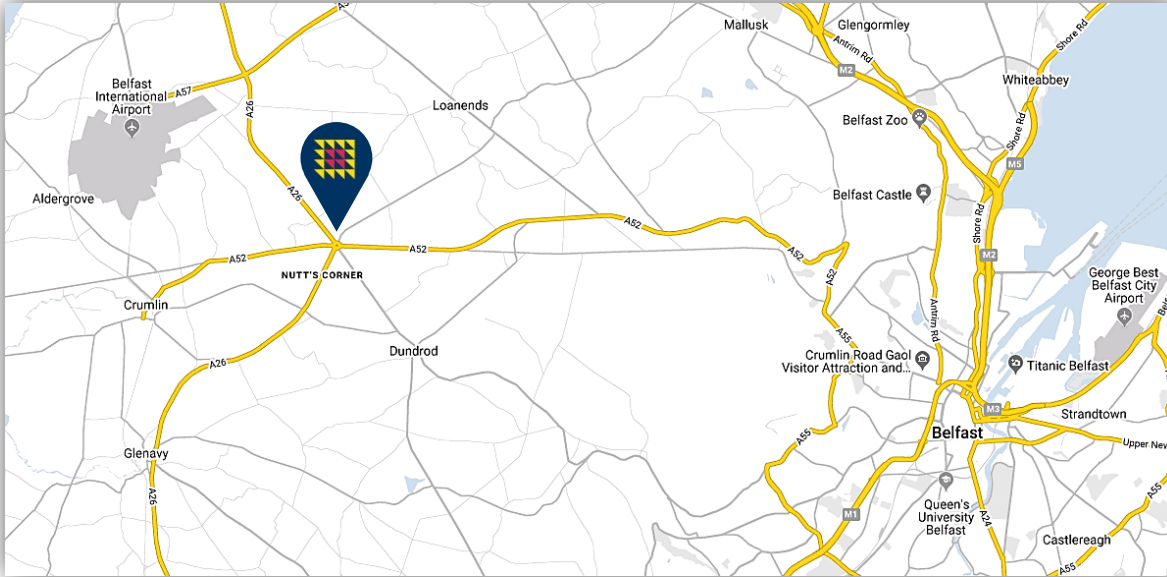 Mallusk
Glengormley
Antrim Rd
Shore Rd
M2
Whiteabbey
Belfast
International
Airport
A57
A26
Loanends
Belfast Zoo
Shore Rd
M5
A26
Aldergrove
Belfast Castle
Shore Rd
A52
A52
A52
A52
M2
NUTT'S CORNER
A52
George Best
Belfast City
Airport
Crumlin
Antrim Rd
A55
Dundrod
A26
Crumlin Road Gaol
Visitor Attraction and...
Titanic Belfast
M3
Strandtown
Belfast
A55
Upper New
Glenavy
A26
Queen's
University
Belfast
A55
M1
A24
Castlereagh
A55